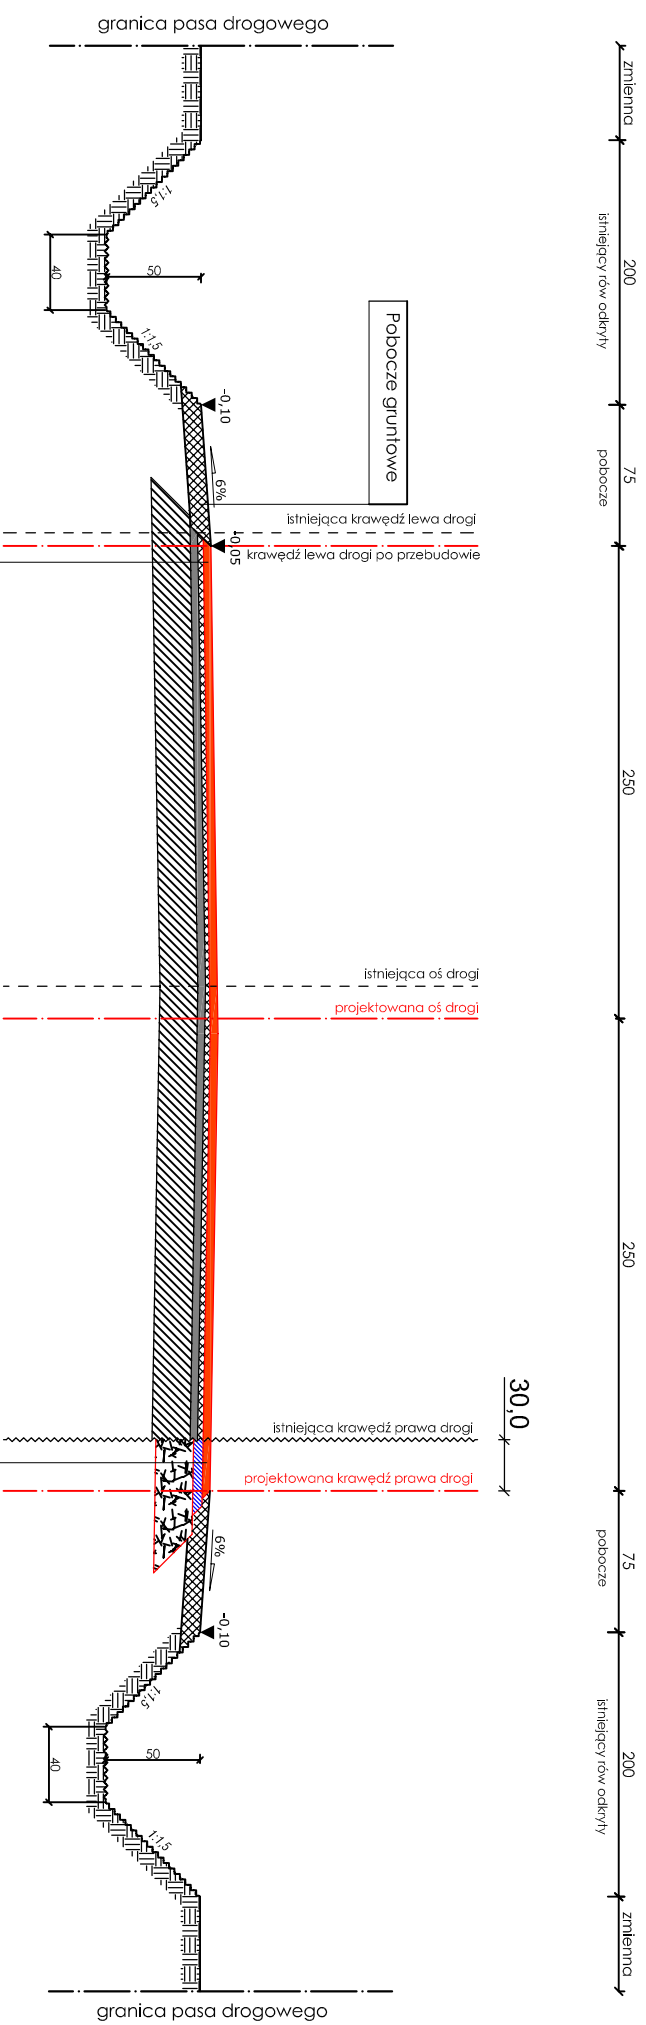 granica pasa drogowego
zmienna
200
istniejący rów odkryty
1:1,5
40
50
1:1,5
Pobocze gruntowe
-0,10
75
pobocze
6%
istniejąca krawędź lewa drogi
-0,05
krawędź lewa drogi po przebudowie
250
istniejąca oś drogi
projektowana oś drogi
250
30,0
istniejąca krawędź prawa drogi
projektowana krawędź prawa drogi
6%
75
pobocze
-0,10
1:1,5
200
istniejący rów odkryty
40
50
1:1,5
zmienna
granica pasa drogowego